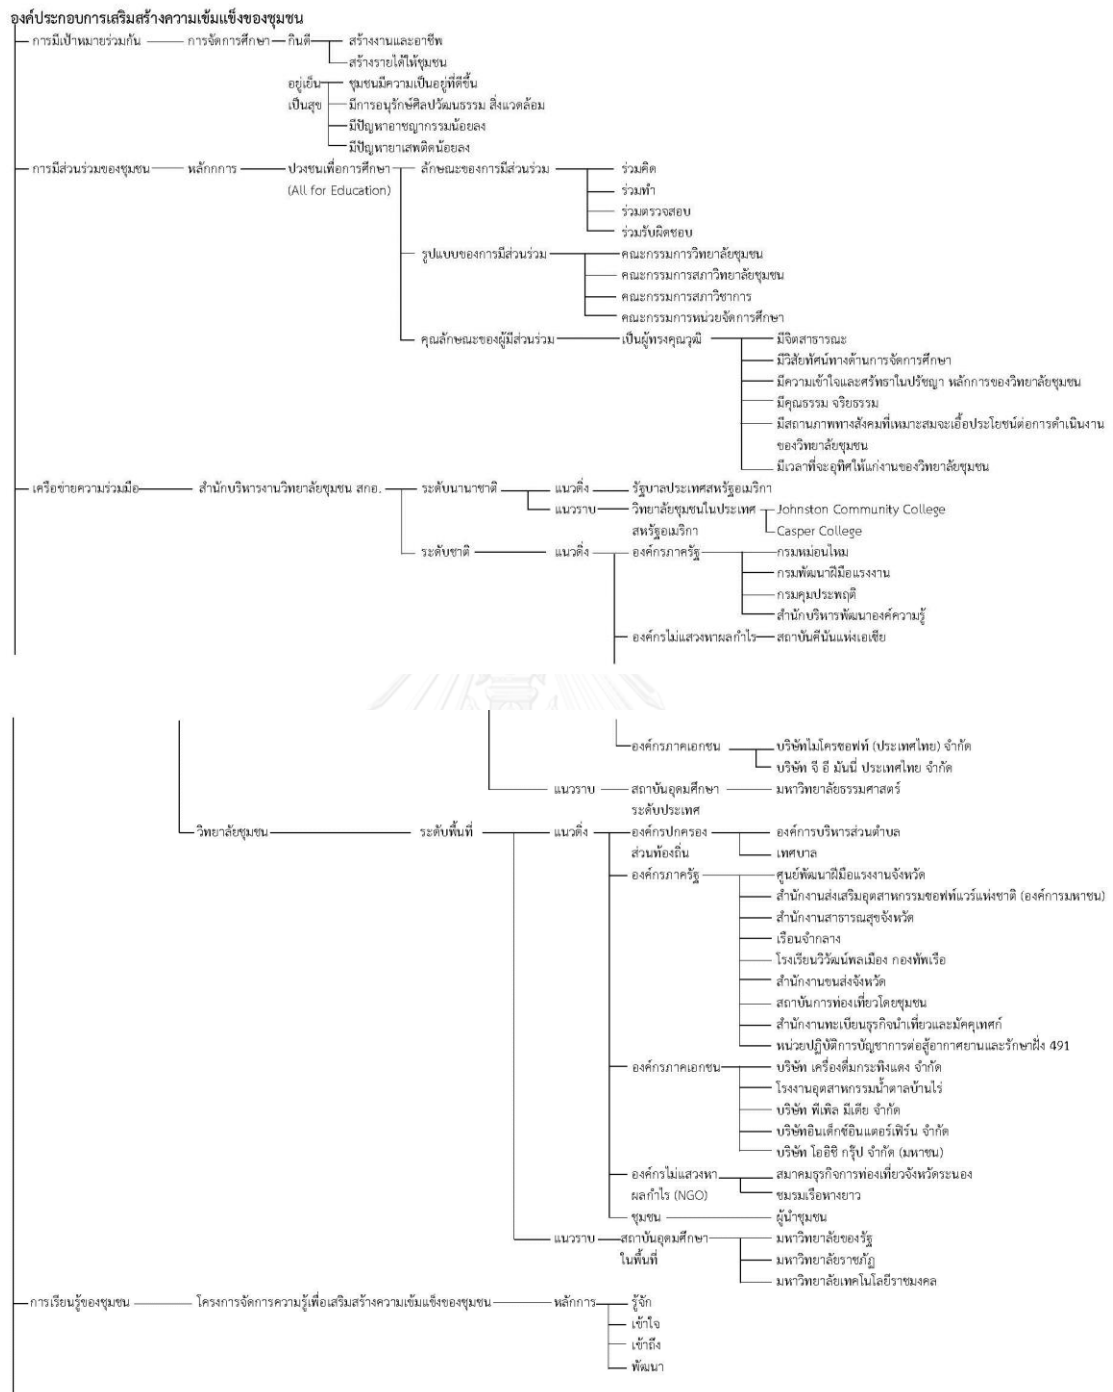 องค์ประกอบการเสริมสร้างความเข้มแข็งของชุมชน
การมีเป้าหมายร่วมกัน การจัดการศึกษา กินดี สร้างงานและอาชีพ
สร้างรายได้ให้ชุมชน
อยู่เย็น ชุมชนมีความเป็นอยู่ที่ดีขึ้น
เป็นสุข มีการอนุรักษ์ศิลปวัฒนธรรม สิ่งแวดล้อม
มีปัญหาอาชญากรรมน้อยลง
มีปัญหายาเสพติดน้อยลง
การมีส่วนร่วมของชุมชน หลักกการ ปวงชนเพื่อการศึกษา ลักษณะของการมีส่วนร่วม ร่วมคิด
(All for Education) ร่วมทำ
ร่วมตรวจสอบ
ร่วมรับผิดชอบ
รูปแบบของการมีส่วนร่วม คณะกรรมการวิทยาลัยชุมชน
คณะกรรมการสภาวิทยาลัยชุมชน
คณะกรรมการสภาวิชาการ
คณะกรรมการหน่วยจัดการศึกษา
คุณลักษณะของผู้มีส่วนร่วม เป็นผู้ทรงคุณวุฒิ มีจิตสาธารณะ
มีวิสัยทัศน์ทางด้านการจัดการศึกษา
มีความเข้าใจและศรัทธาในปรัชญา หลักการของวิทยาลัยชุมชน
มีคุณธรรม จริยธรรม
มีสถานภาพทางสังคมที่เหมาะสมจะเอื้อประโยชน์ต่อการดำเนินงาน
ของวิทยาลัยชุมชน
มีเวลาที่จะอุทิศให้แก่งานของวิทยาลัยชุมชน
เครือข่ายความร่วมมือ สำนักบริหารงานวิทยาลัยชุมชน สกอ. ระดับนานาชาติ แนวดิ่ง รัฐบาลประเทศสหรัฐอเมริกา
แนวราบ วิทยาลัยชุมชนในประเทศ Johnston Community College
สหรัฐอเมริกา Casper College
ระดับชาติ แนวดิ่ง องค์กรภาครัฐ กรมหม่อนไหม
กรมพัฒนาฝีมือแรงงาน
กรมคุมประพฤติ
สำนักบริหารพัฒนาองค์ความรู้
องค์กรไม่แสวงหาผลกำไร สถาบันคีนันแห่งเอเชีย
องค์กรภาคเอกชน บริษัทไมโครซอฟท์ (ประเทศไทย) จำกัด
บริษัท จี อี มันนี่ ประเทศไทย จำกัด
แนวราบ สถาบันอุดมศึกษา มหาวิทยาลัยธรรมศาสตร์
ระดับประเทศ
วิทยาลัยชุมชน ระดับพื้นที่ แนวดิ่ง องค์กรปกครอง องค์การบริหารส่วนตำบล
ส่วนท้องถิ่น เทศบาล
องค์กรภาครัฐ ศูนย์พัฒนาฝีมือแรงงานจังหวัด
สำนักงานส่งเสริมอุตสาหกรรมซอฟท์แวร์แห่งชาติ (องค์การมหาชน)
สำนักงานสาธารณสุขจังหวัด
เรือนจำกลาง
โรงเรียนวิวัฒน์พลเมือง กองทัพเรือ
สำนักงานขนส่งจังหวัด
สถาบันการท่องเที่ยวโดยชุมชน
สำนักงานทะเบียนธุรกิจนำเที่ยวและมัคคุเทศก์
หน่วยปฏิบัติการบัญชาการต่อสู้อากาศยานและรักษาฝั่ง 491
องค์กรภาคเอกชน บริษัท เครื่องดื่มกระทิงแดง จำกัด
โรงงานอุตสาหกรรมน้ำตาลบ้านไร่
บริษัท พีเพิล มีเดีย จำกัด
บริษัทอินเด็กซ์อินเตอร์เฟิร์น จำกัด
บริษัท โออิชิ กรุ๊ป จำกัด (มหาชน)
องค์กรไม่แสวงหา สมาคมธุรกิจการท่องเที่ยวจังหวัดระนอง
ผลกำไร (NGO) ชมรมเรือหางยาว
ชุมชน ผู้นำชุมชน
แนวราบ สถาบันอุดมศึกษา มหาวิทยาลัยของรัฐ
ในพื้นที่ มหาวิทยาลัยราชภัฏ
มหาวิทยาลัยเทคโนโลยีราชมงคล
การเรียนรู้ของชุมชน โครงการจัดการความรู้เพื่อเสริมสร้างความเข้มแข็งของชุมชน หลักการ รู้จัก
เข้าใจ
เข้าถึง
พัฒนา